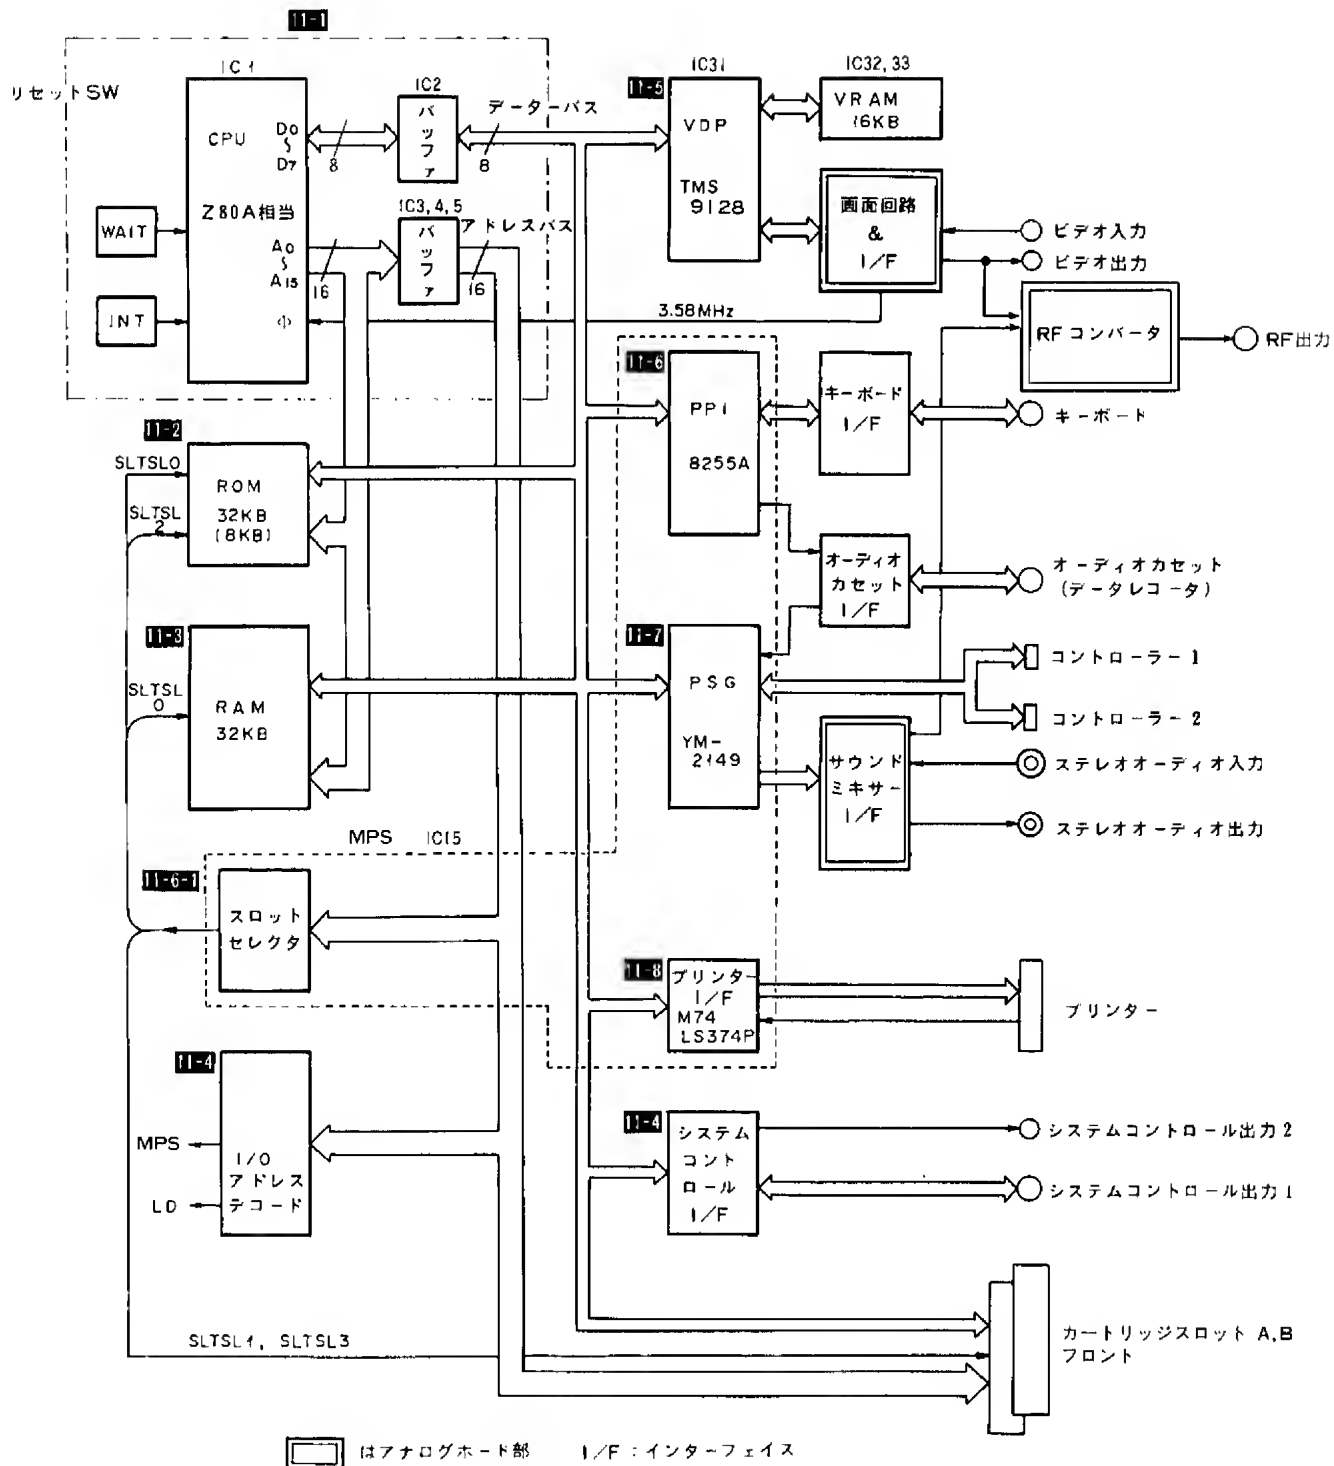 11-1
リセットSW
IC1
CPU
D0
〜
D7
Z80A相当
A0
〜
A15
Φ
WAIT
INT
8
16
IC2
バッファ
データーバス
8
IC3, 4, 5
バッファ
アドレスバス
16
3.58MHz
11-5
IC31
VDP
TMS
9128
IC32, 33
VRAM
16KB
画面回路
&
I/F
ビデオ入力
ビデオ出力
RFコンバータ
RF出力
11-6
PPI
8255A
キーボード
I/F
キーボード
11-2
SLTSL0
SLTSL
2
ROM
32KB
(8KB)
オーディオ
カセット
I/F
オーディオカセット
(データレコータ)
11-3
SLTSL
0
RAM
32KB
11-7
PSG
YM-
2149
コントローラー 1
コントローラー 2
サウンド
ミキサー
I/F
ステレオオーディオ入力
ステレオオーディオ出力
MPS IC15
11-6-1
スロット
セレクタ
11-8
プリンター
I/F
M74
LS374P
プリンター
11-4
I/O
アドレス
デコード
MPS
LD
11-4
システム
コント
ロール
I/F
システムコントロール出力 2
システムコントロール出力 1
SLTSL1, SLTSL3
カートリッジスロット A,B
フロント
はアナログホード部 I/F:インターフェイス